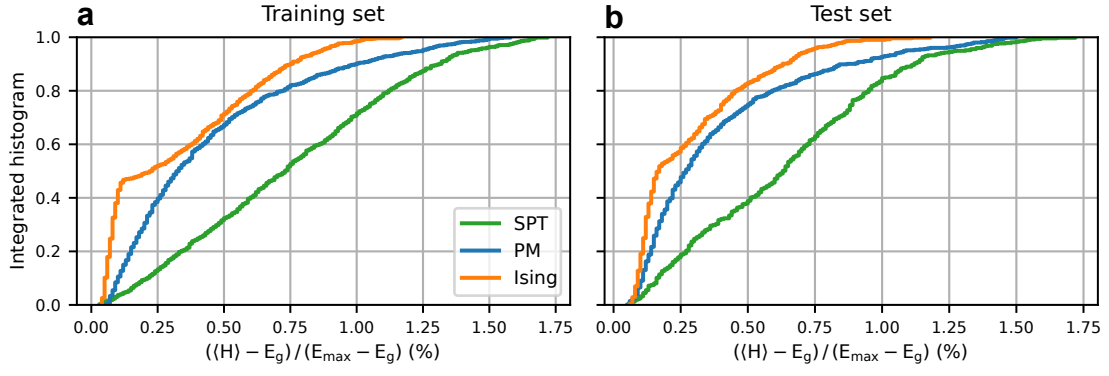 a Training set
Integrated histogram
1.0
0.8
0.6
0.4
0.2
0.0
0.00 0.25 0.50 0.75 1.00 1.25 1.50 1.75
(⟨H⟩ − E_g) / (E_max − E_g) (%)
SPT
PM
Ising
b Test set
0.00 0.25 0.50 0.75 1.00 1.25 1.50 1.75
(⟨H⟩ − E_g) / (E_max − E_g) (%)